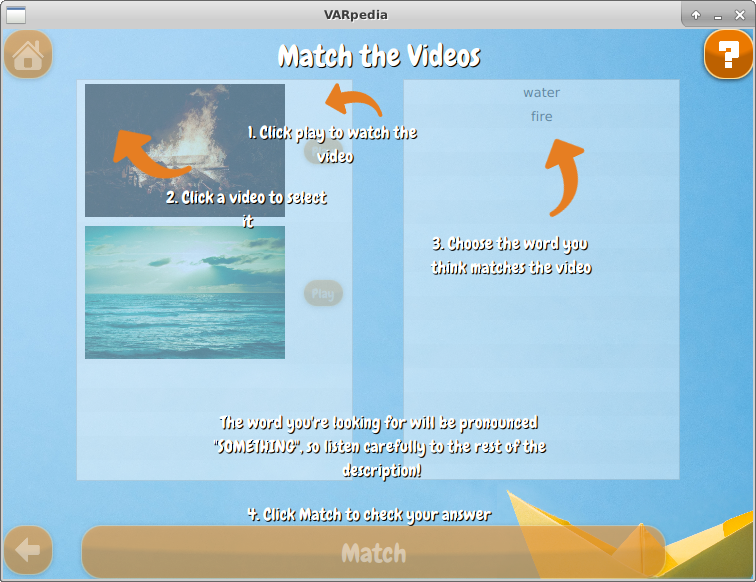 VARpedia
Match the Videos
?
water
fire
1. Click play to watch the
video
2. Click a video to select
it
3. Choose the word you
think matches the video
Play
The word you're looking for will be pronounced
"SOMETHING", so listen carefully to the rest of the
description!
4. Click Match to check your answer
Match